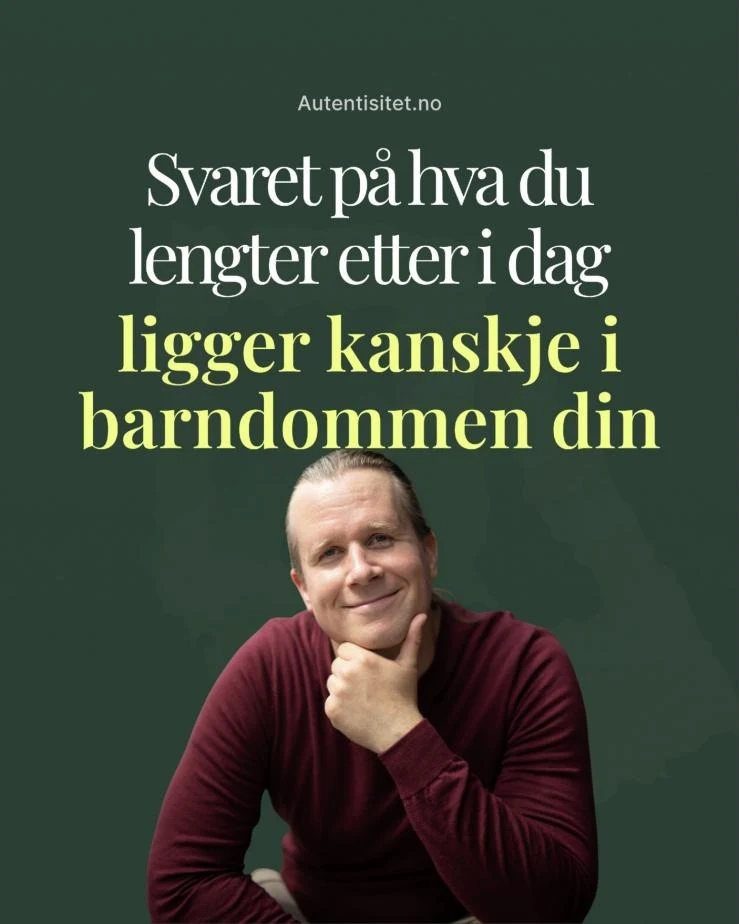 Autentisitet.no
Svaret på hva du
lengter etter i dag
ligger kanskje i
barndommen din